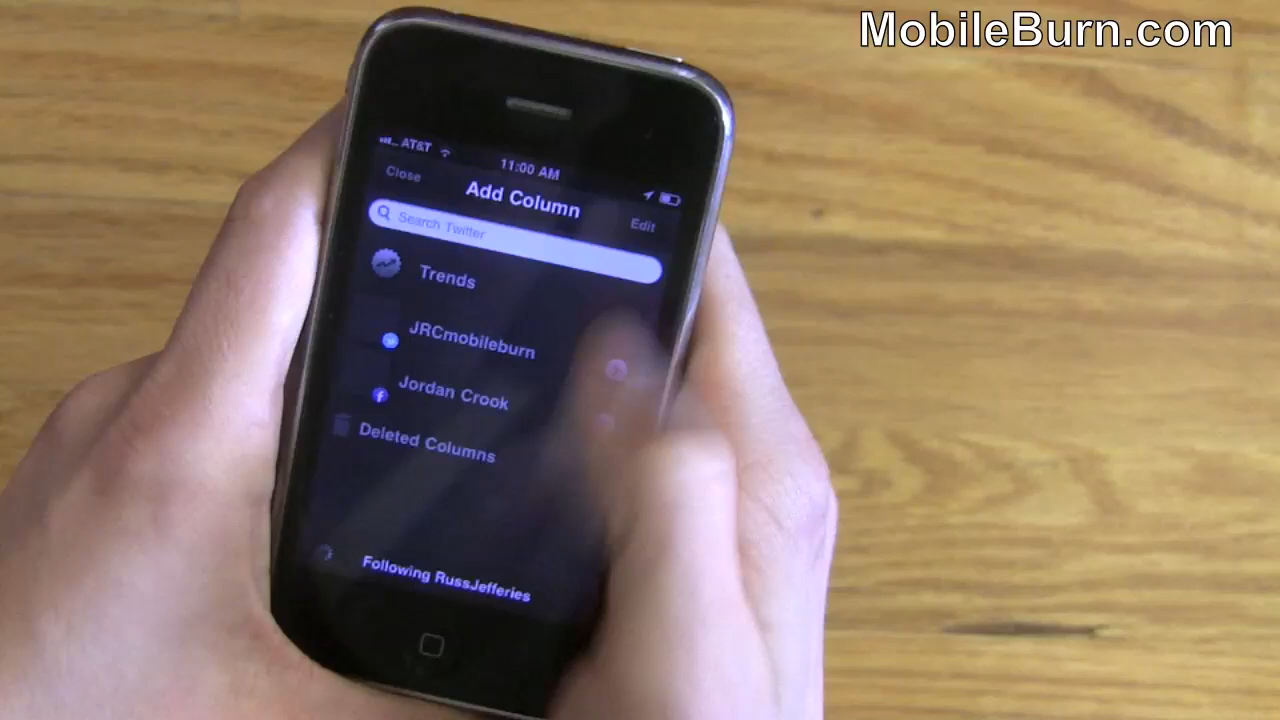 MobileBurn.com
AT&T
11:00 AM
Close
Add Column
Edit
Search Twitter
Trends
JRCmobileburn
Jordan Crook
Deleted Columns
Following RussJefferies